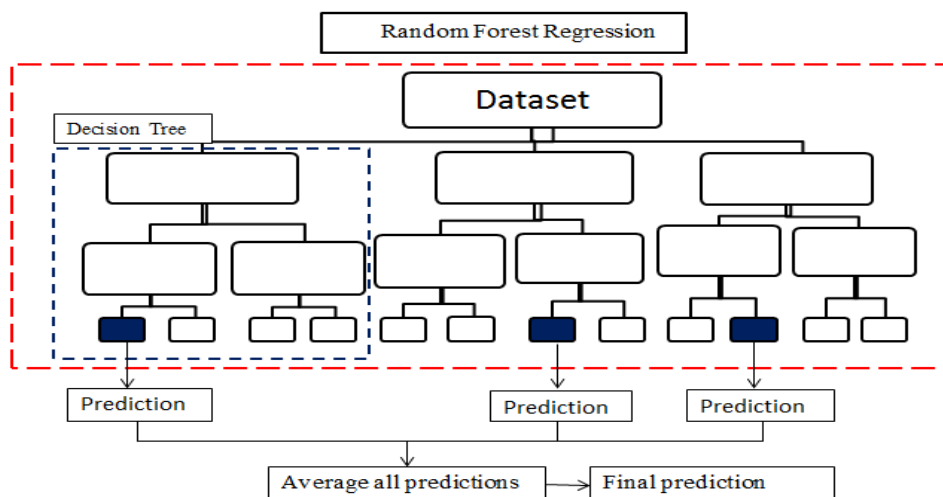 Random Forest Regression
Dataset
Decision Tree
Prediction
Prediction
Prediction
Average all predictions
Final prediction